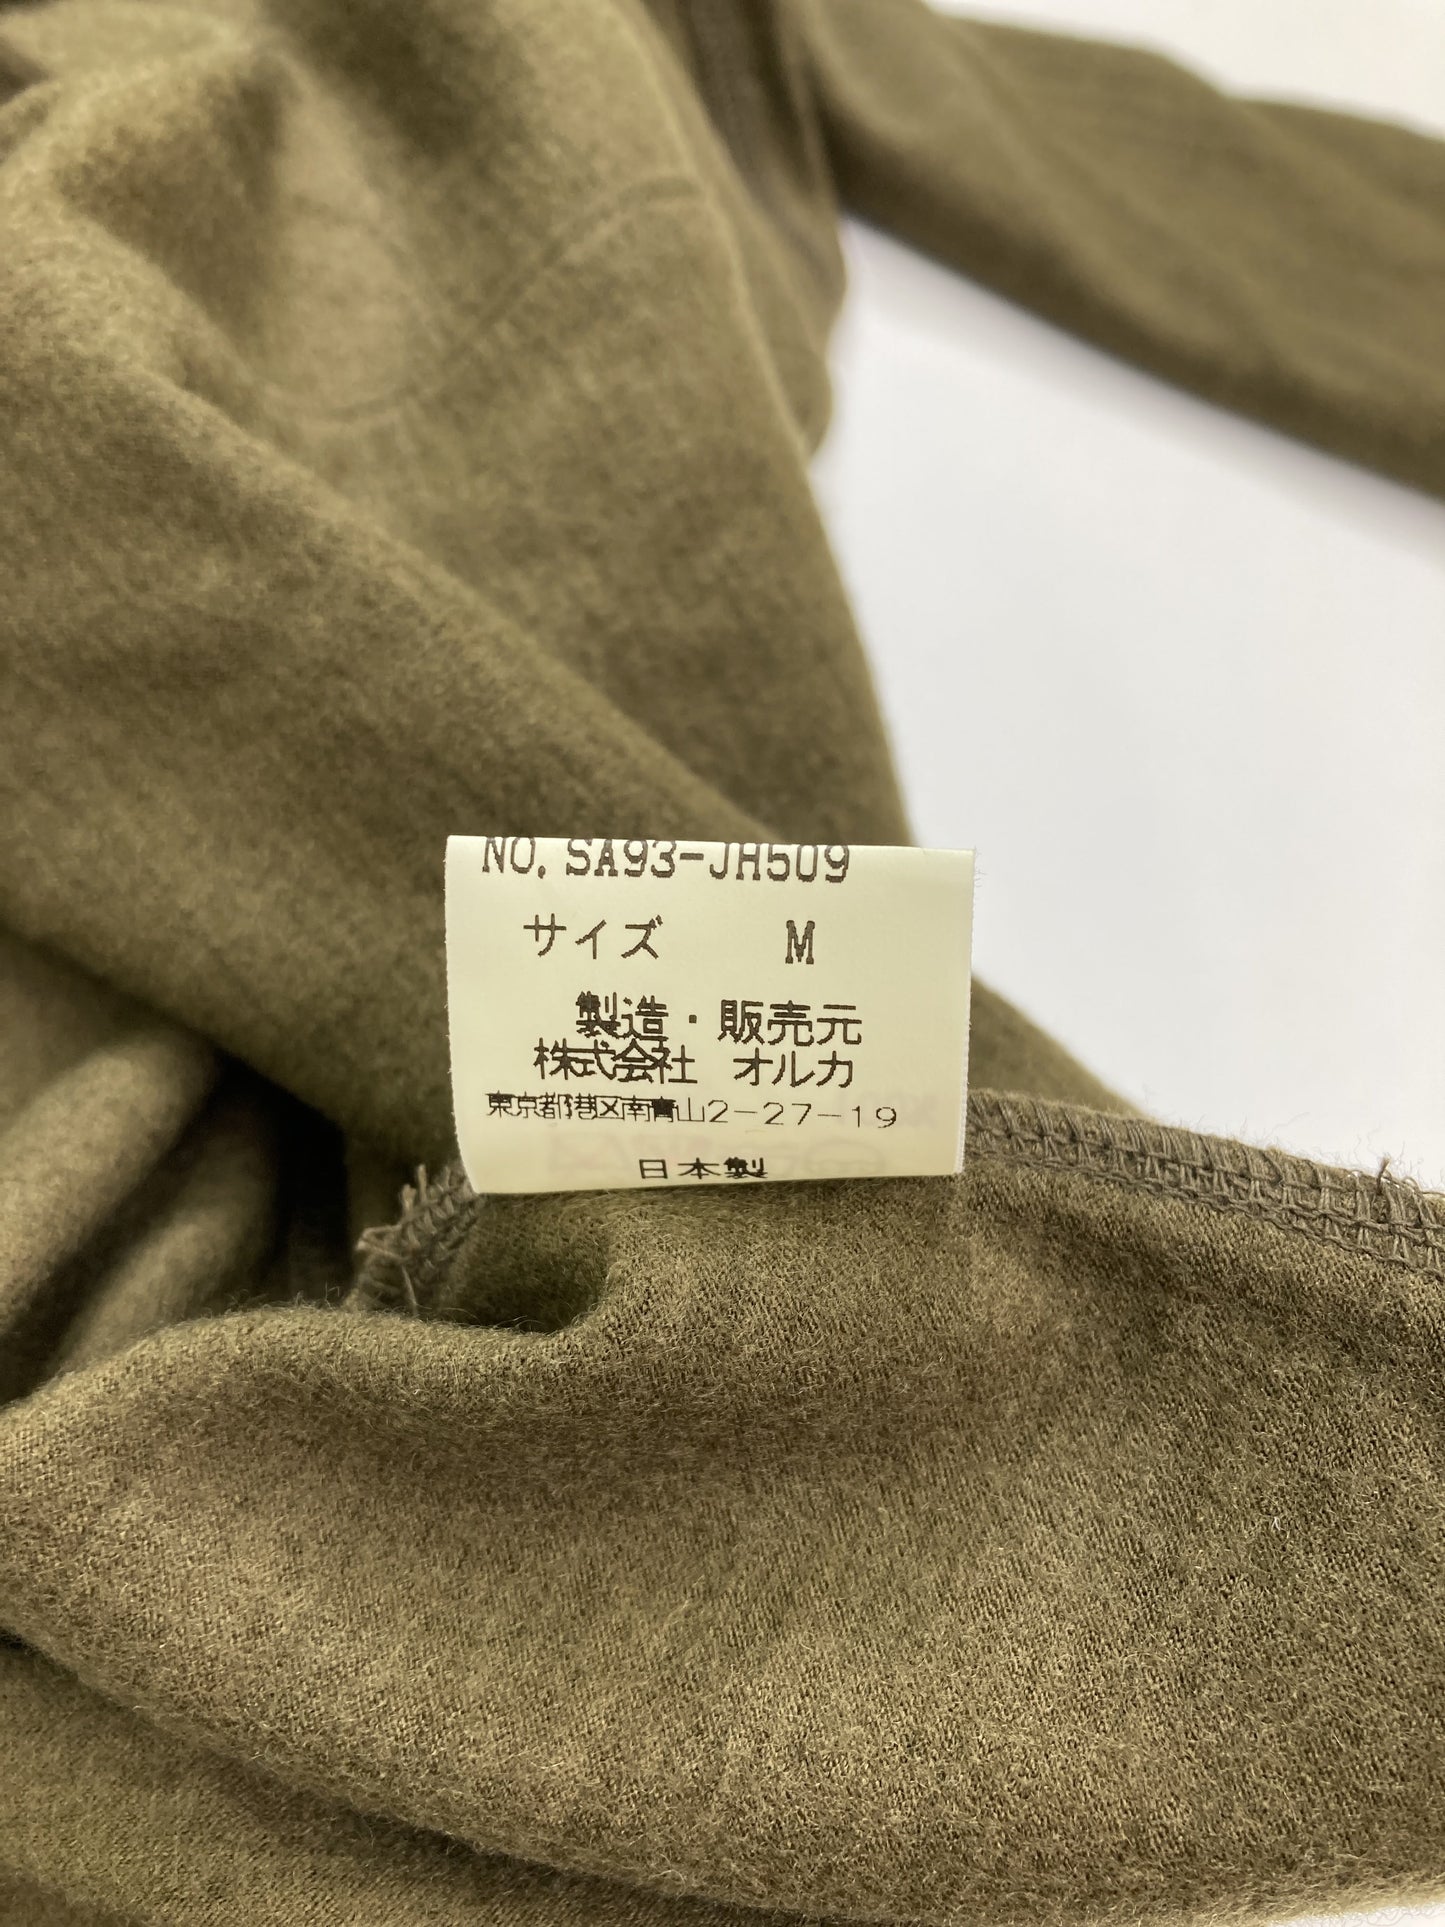 NO. SA93-JH509
サイズ M
製造・販売元
株式会社 オルカ
東京都港区南青山2-27-19
日本製